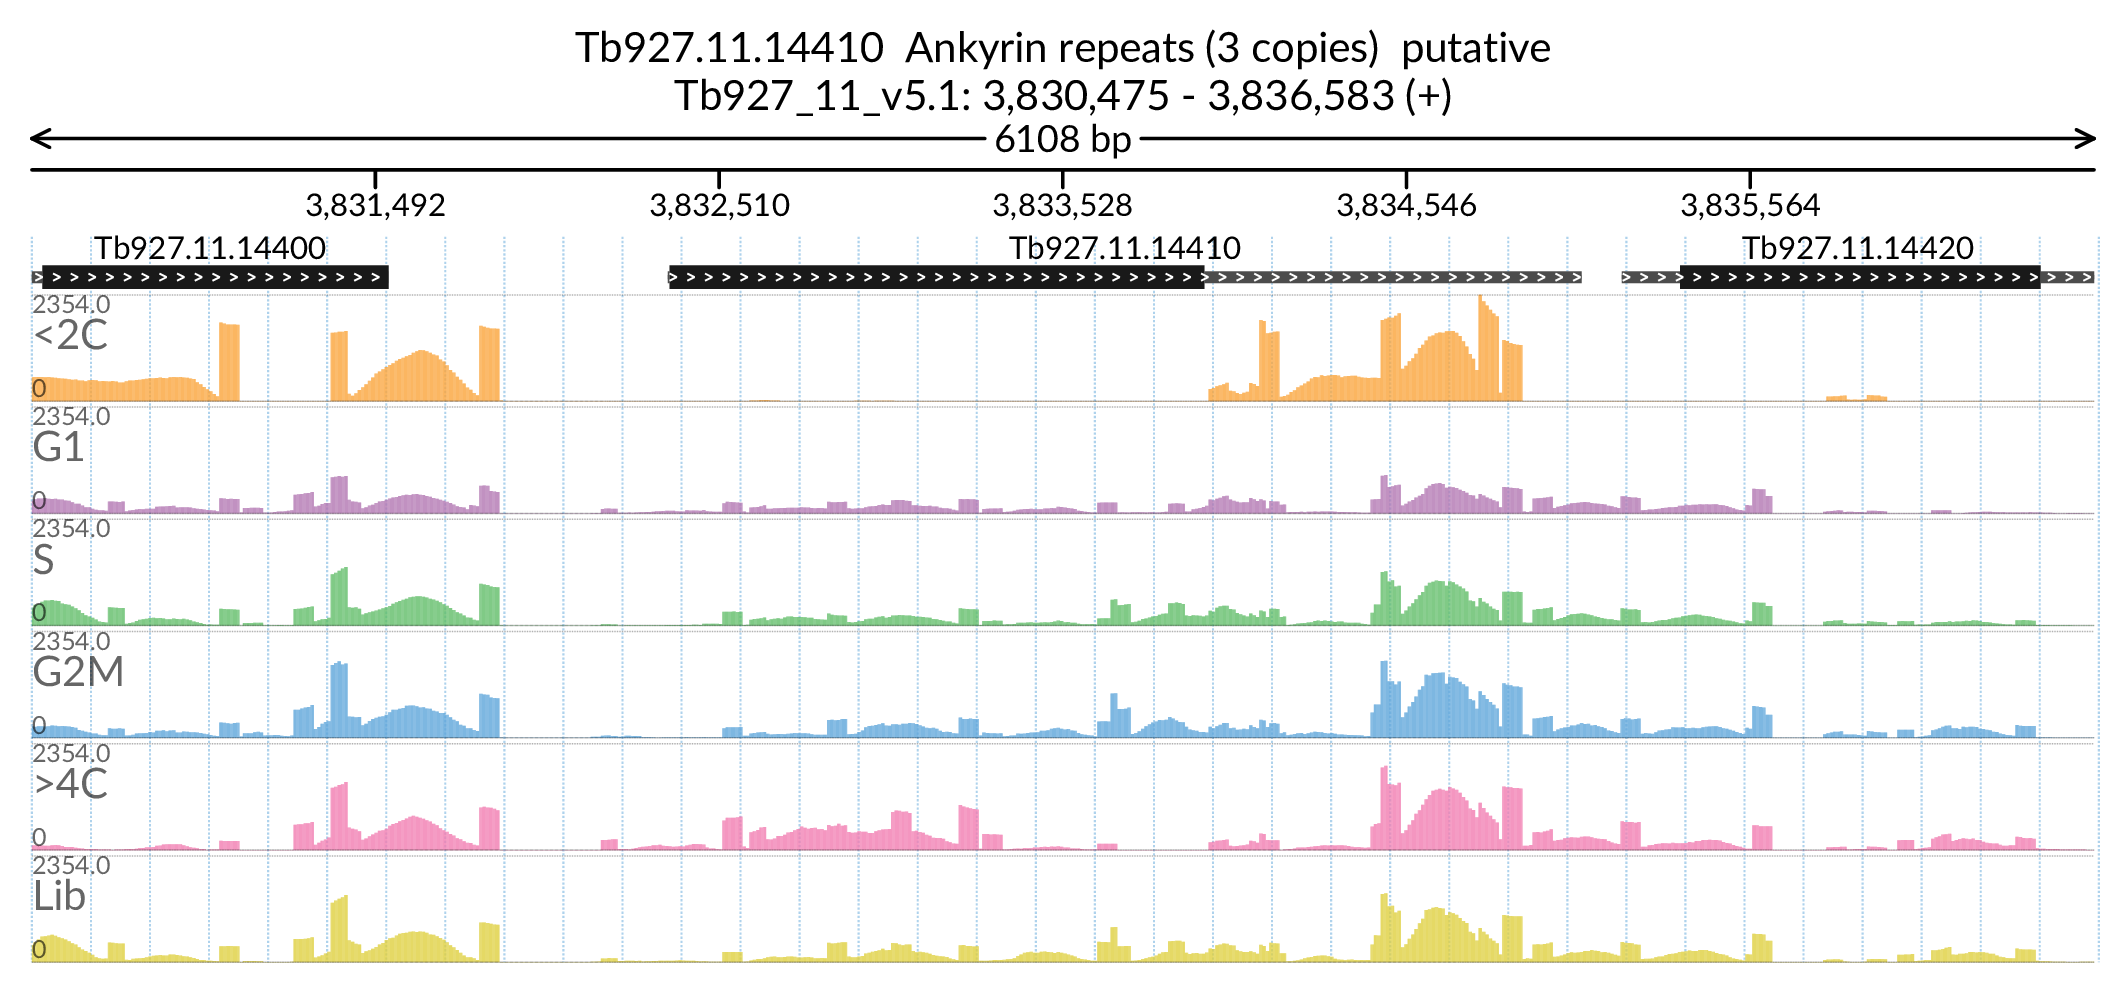 Tb927.11.14410  Ankyrin repeats (3 copies)  putative
Tb927_11_v5.1: 3,830,475 - 3,836,583 (+)
6108 bp
3,831,492 3,832,510 3,833,528 3,834,546 3,835,564
Tb927.11.14400 Tb927.11.14410 Tb927.11.14420
2354.0
<2C
0
2354.0
G1
0
2354.0
S
0
2354.0
G2M
0
2354.0
>4C
0
2354.0
Lib
0